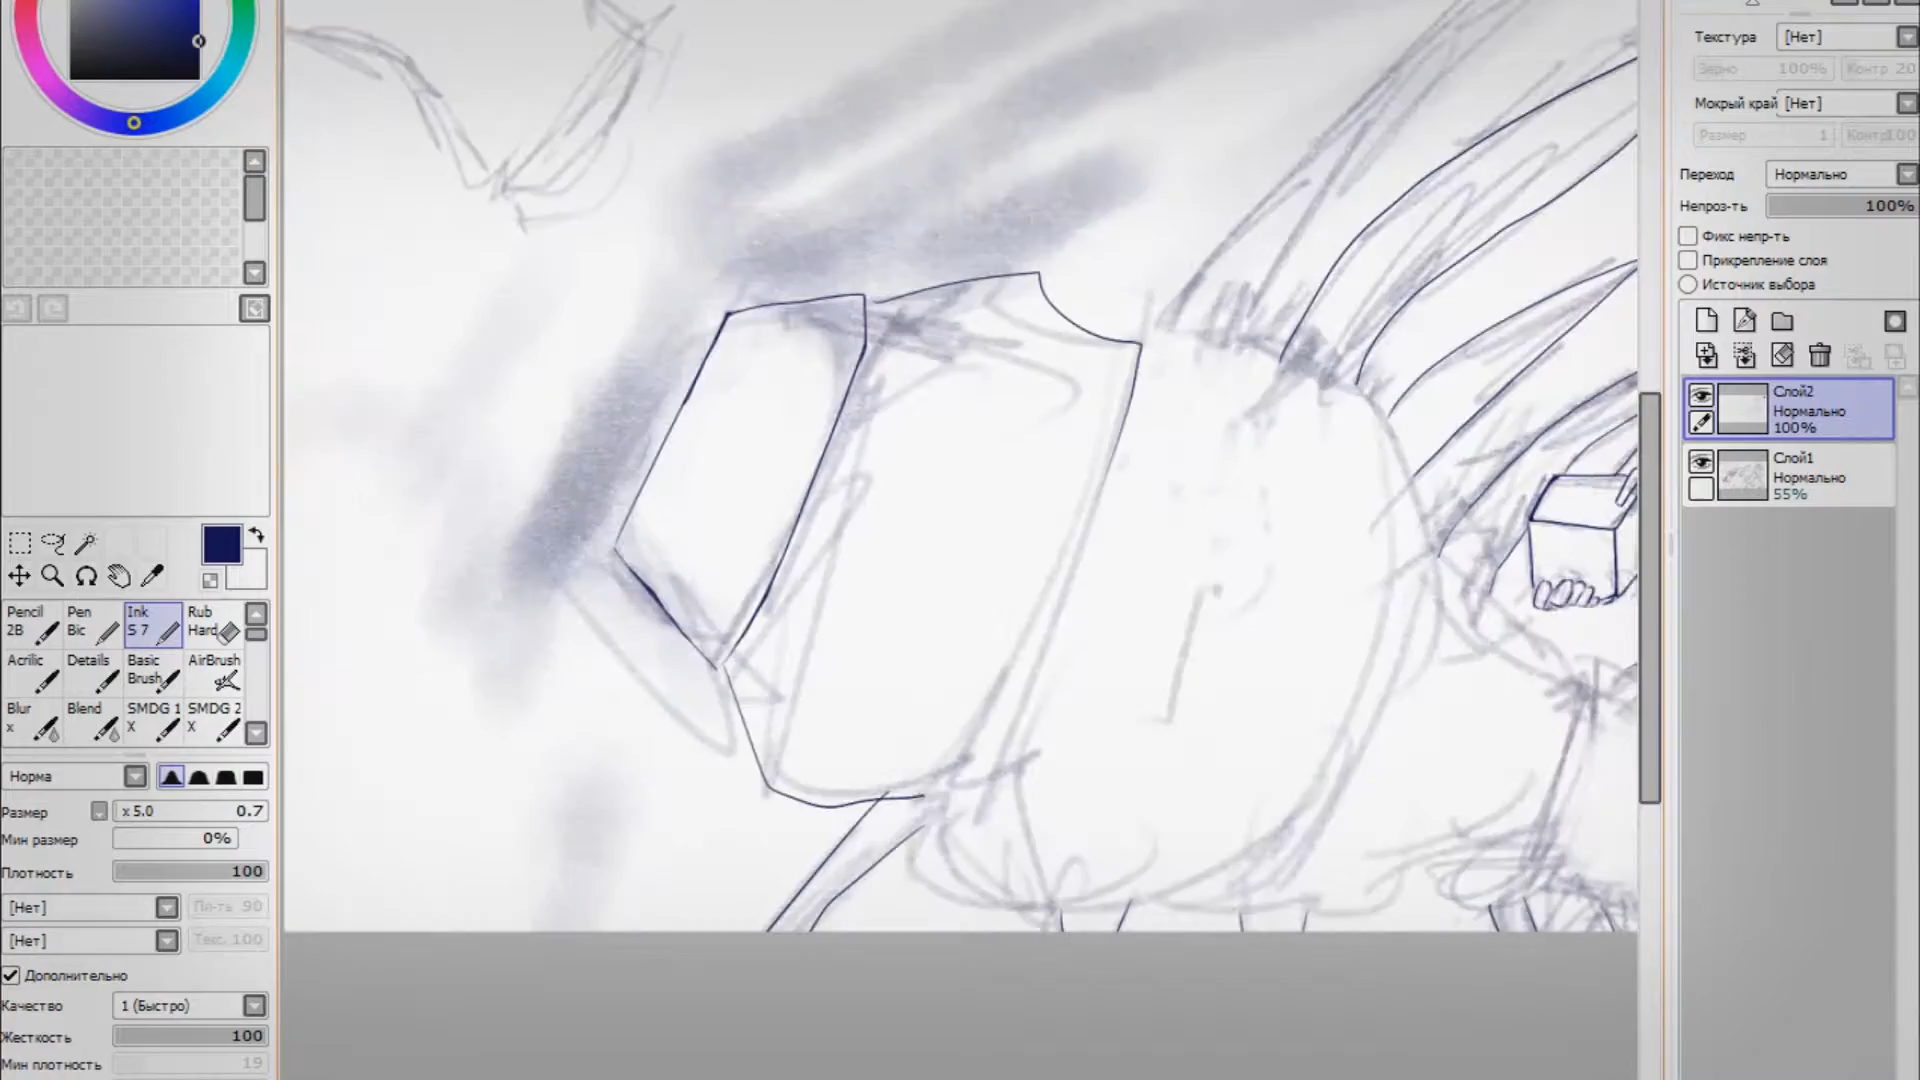 Pencil 2B
Pen Bic
Ink S 7
Rub Hard
Acrilic
Details
Basic Brush
AirBrush
Blur x
Blend
SMDG 1 X
SMDG 2 X
Норма
Размер x 5.0 0.7
Мин размер 0%
Плотность 100
[Нет] Пл-ть 90
[Нет] Текс. 100
Дополнительно
Качество 1 (Быстро)
Жесткость 100
Мин плотность 19
Текстура [Нет]
Зерно 100% Контр 20
Мокрый край [Нет]
Размер 1 Контр 100
Переход Нормально
Непроз-ть 100%
Фикс непр-ть
Прикрепление слоя
Источник выбора
Слой2
Нормально
100%
Слой1
Нормально
55%